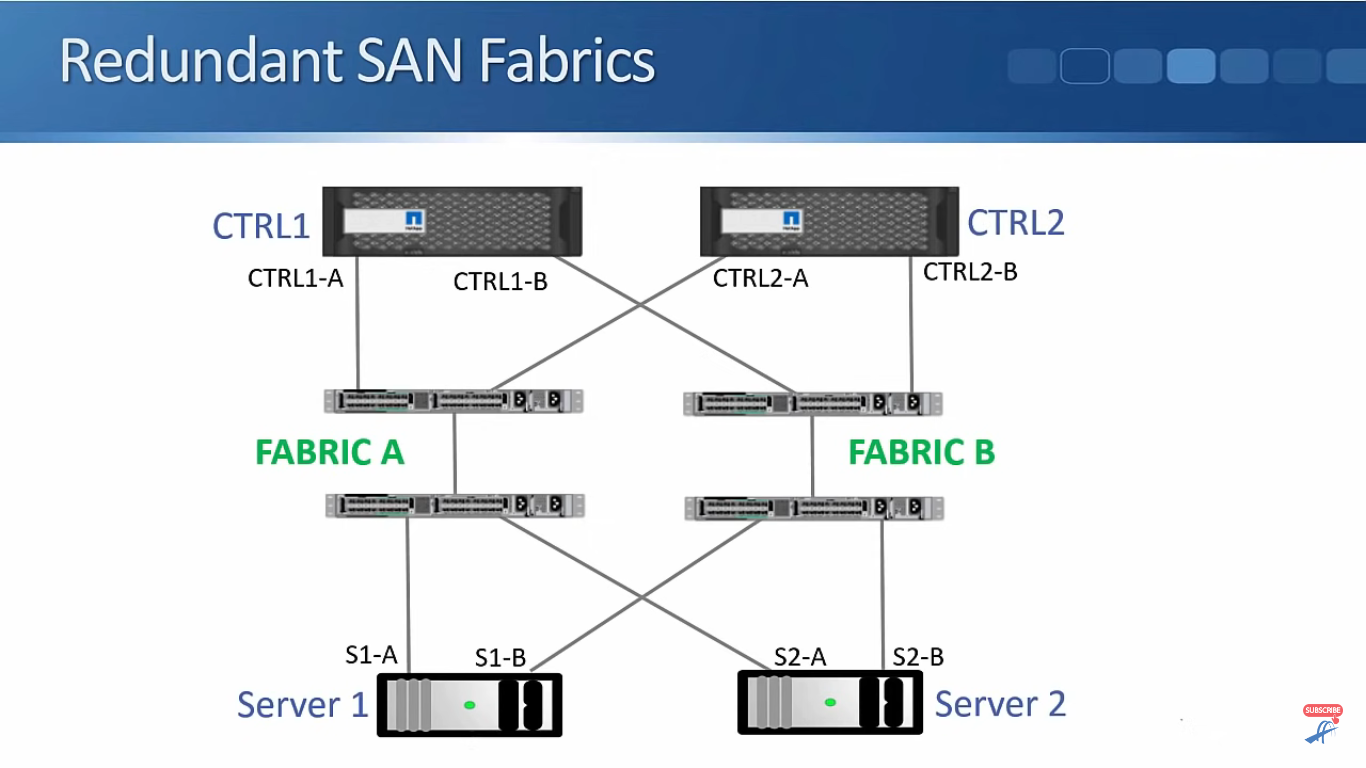 Redundant SAN Fabrics
CTRL1
CTRL2
CTRL1-A
CTRL1-B
CTRL2-A
CTRL2-B
FABRIC A
FABRIC B
S1-A
S1-B
S2-A
S2-B
Server 1
Server 2
SUBSCRIBE